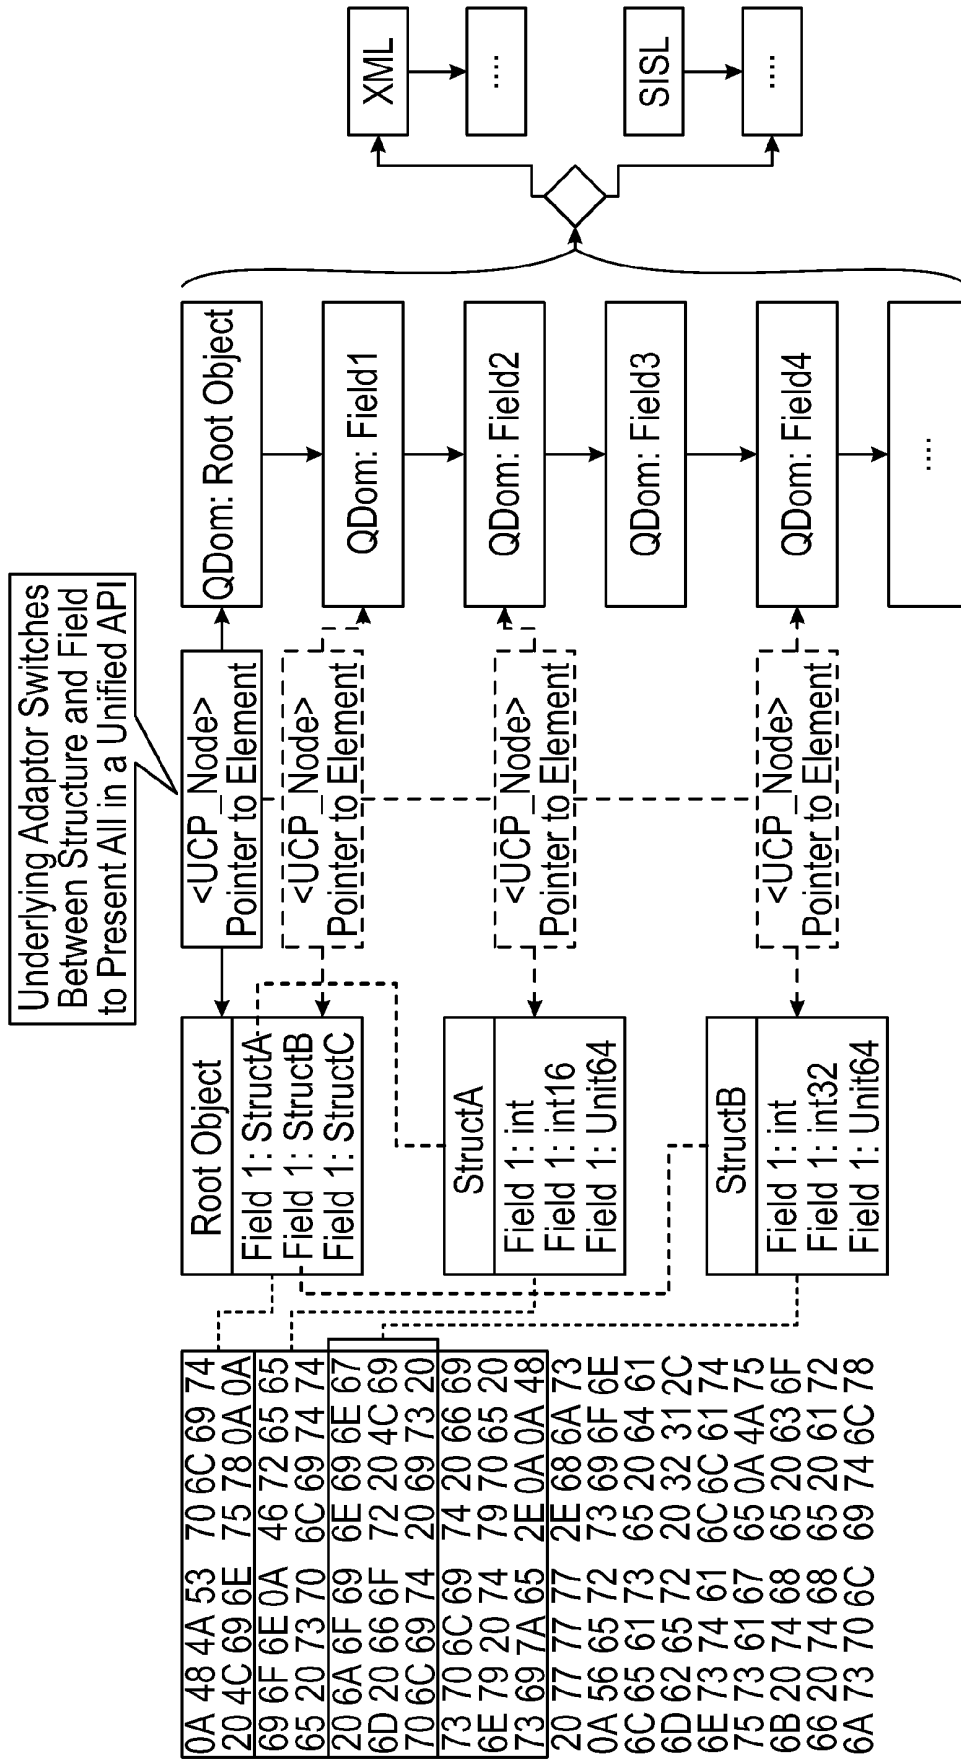 Underlying Adaptor Switches
Between Structure and Field
to Present All in a Unified API
0A 48 4A 53 70 6C 69 74
20 4C 69 6E 75 78 0A 0A
69 6F 6E 0A 46 72 65 65
65 20 73 70 6C 69 74 74
20 6A 6F 69 6E 69 6E 67
6D 20 66 6F 72 20 4C 69
70 6C 69 74 20 69 73 20
73 70 6C 69 74 20 66 69
6E 79 20 74 79 70 65 20
73 69 7A 65 2E 0A 0A 48
20 77 77 77 2E 68 6A 73
0A 56 65 72 73 69 6F 6E
6C 65 61 73 65 20 64 61
6D 62 65 72 20 32 31 2C
6E 73 74 61 6C 6C 61 74
75 73 61 67 65 0A 4A 75
6B 20 74 68 65 20 63 6F
66 20 74 68 65 20 61 72
6A 73 70 6C 69 74 6C 78
Root Object
Field 1: StructA
Field 1: StructB
Field 1: StructC
StructA
Field 1: int
Field 1: int16
Field 1: Unit64
StructB
Field 1: int
Field 1: int32
Field 1: Unit64
<UCP_Node>
Pointer to Element
<UCP_Node>
Pointer to Element
<UCP_Node>
Pointer to Element
<UCP_Node>
Pointer to Element
QDom: Root Object
QDom: Field1
QDom: Field2
QDom: Field3
QDom: Field4
....
XML
....
SISL
....